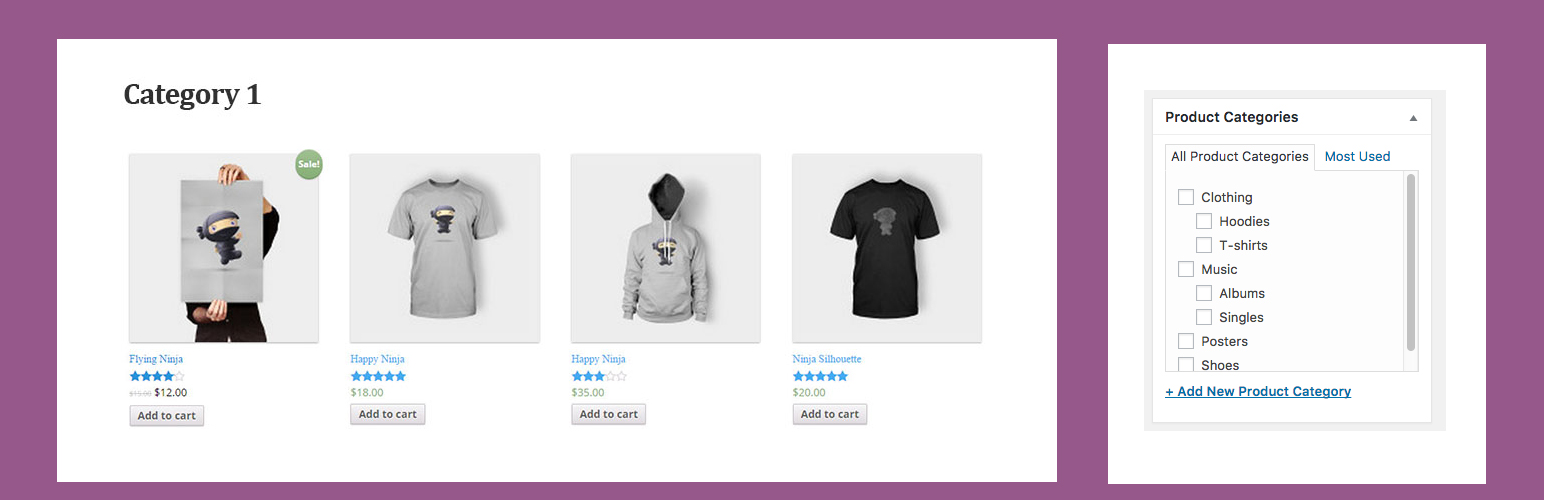 Category 1
Sale!
Flying Ninja
$15.00 $12.00
Add to cart
Happy Ninja
$18.00
Add to cart
Happy Ninja
$35.00
Add to cart
Ninja Silhouette
$20.00
Add to cart
Product Categories
All Product Categories Most Used
Clothing
Hoodies
T-shirts
Music
Albums
Singles
Posters
Shoes
+ Add New Product Category